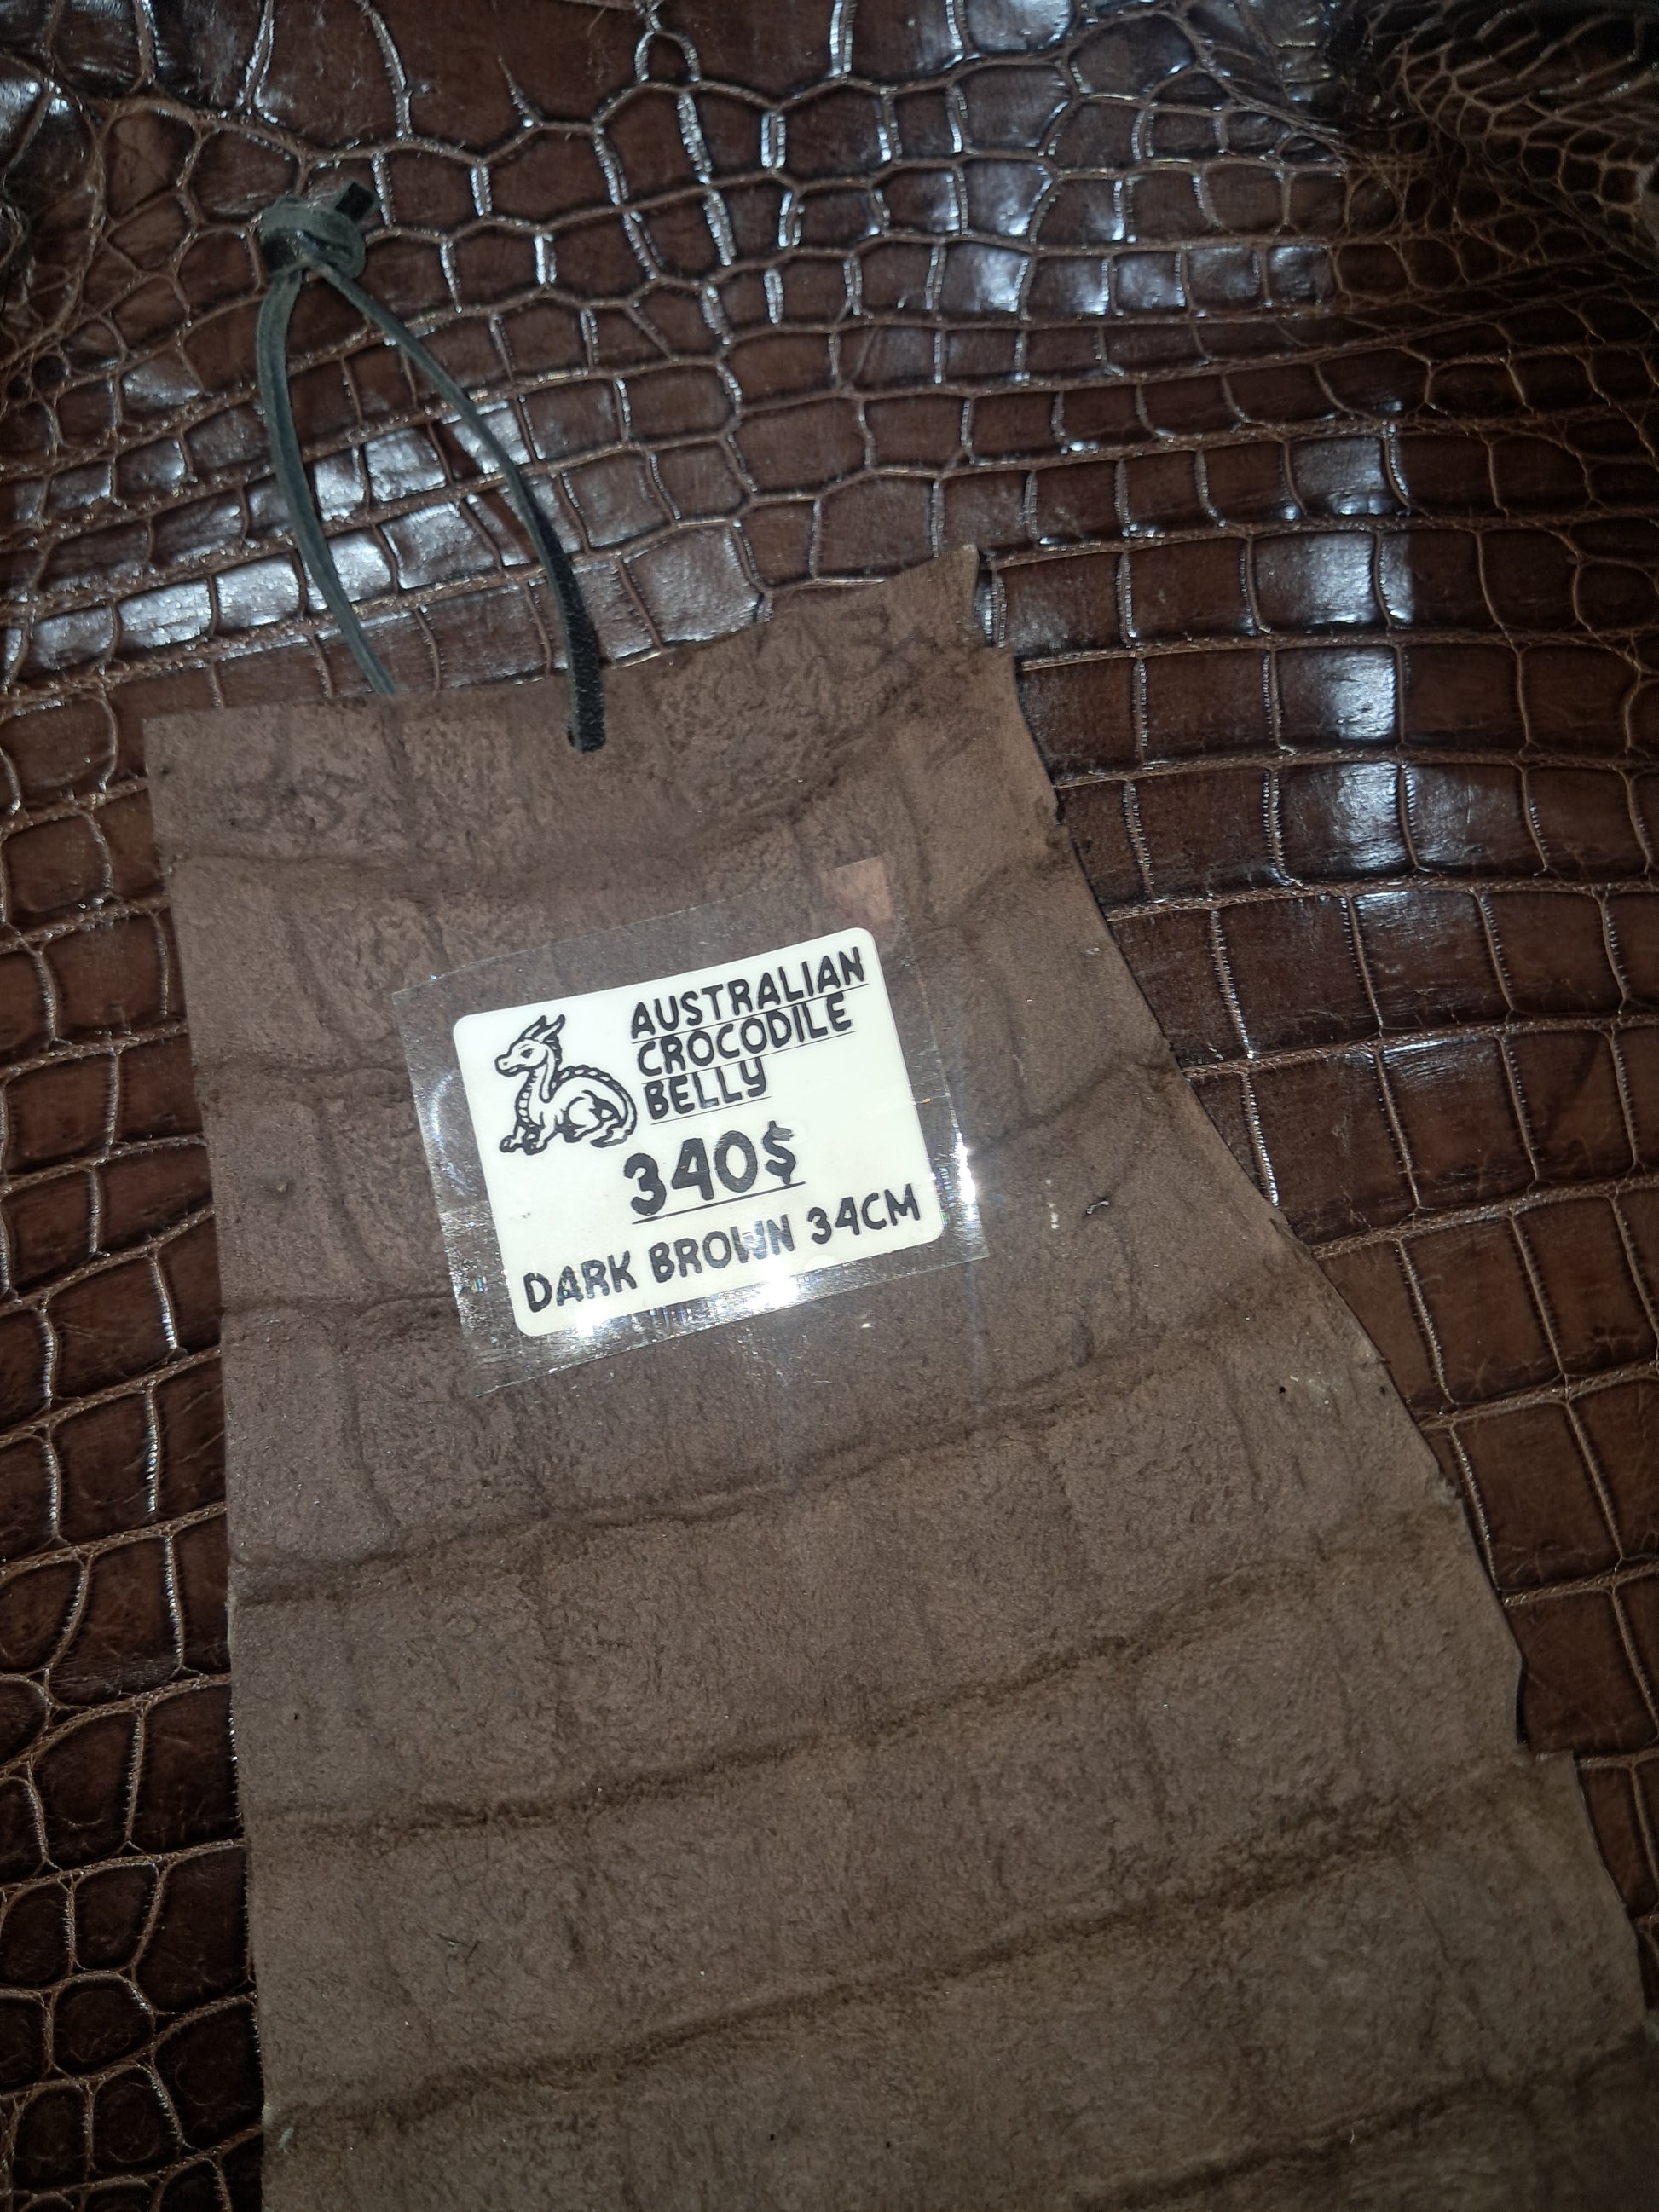 AUSTRALIAN
CROCODILE
BELLY
340$
DARK BROWN 34CM